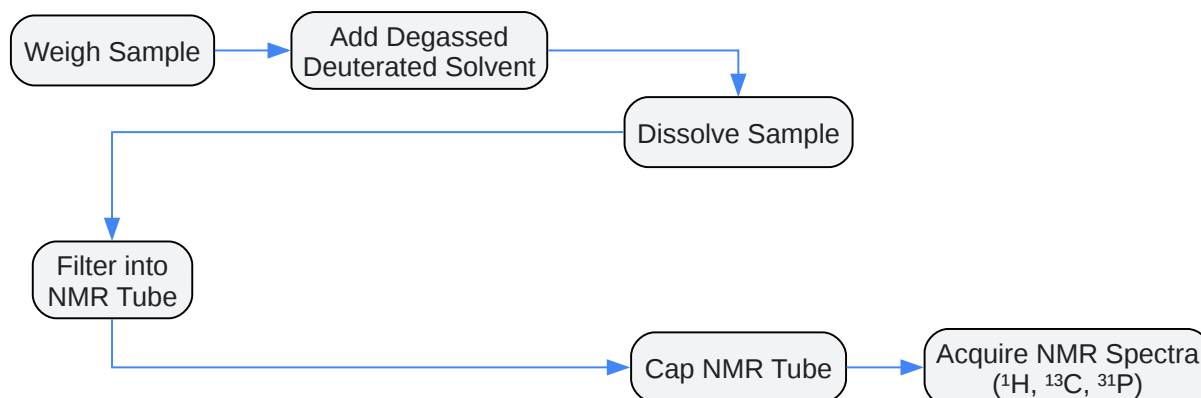 Weigh Sample
Add Degassed
Deuterated Solvent
Dissolve Sample
Filter into
NMR Tube
Cap NMR Tube
Acquire NMR Spectra
(¹H, ¹³C, ³¹P)